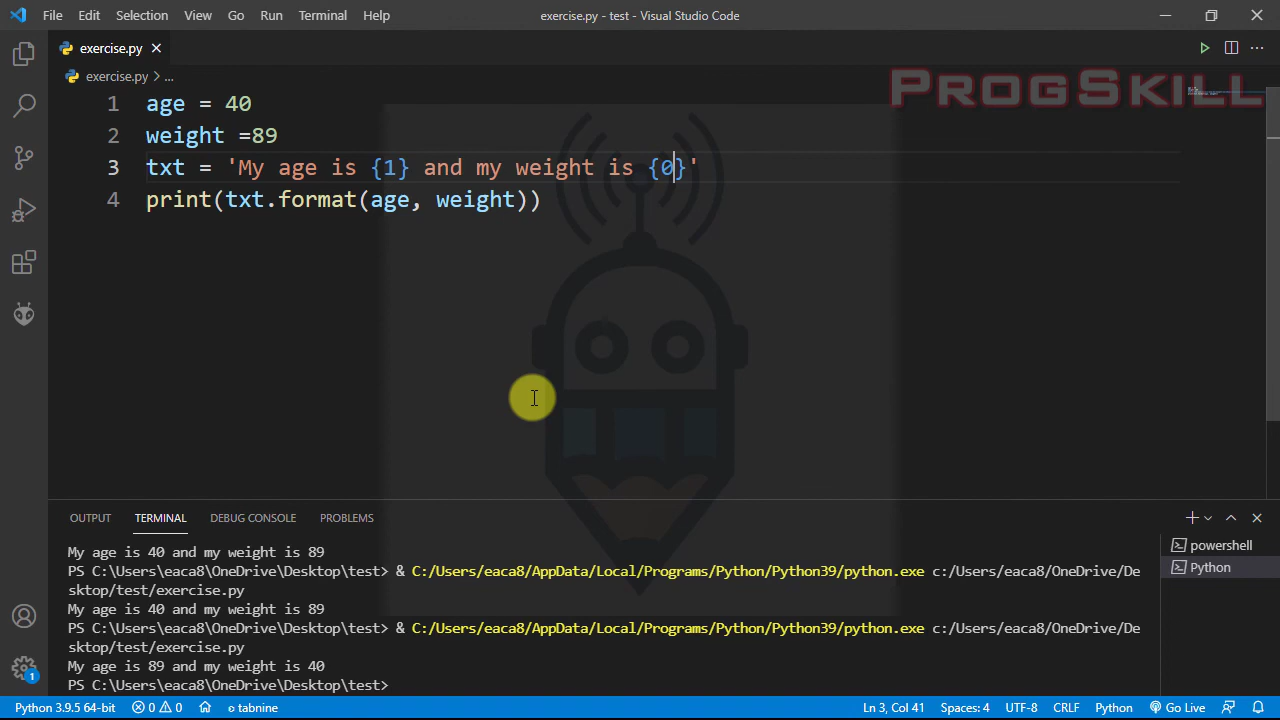 File Edit Selection View Go Run Terminal Help exercise.py - test - Visual Studio Code
exercise.py
exercise.py > ...
PROGSKILL
1 age = 40
2 weight =89
3 txt = 'My age is {1} and my weight is {0}'
4 print(txt.format(age, weight))
OUTPUT TERMINAL DEBUG CONSOLE PROBLEMS
My age is 40 and my weight is 89
PS C:\Users\eaca8\OneDrive\Desktop\test> & C:/Users/eaca8/AppData/Local/Programs/Python/Python39/python.exe c:/Users/eaca8/OneDrive/De
sktop/test/exercise.py
My age is 40 and my weight is 89
PS C:\Users\eaca8\OneDrive\Desktop\test> & C:/Users/eaca8/AppData/Local/Programs/Python/Python39/python.exe c:/Users/eaca8/OneDrive/De
sktop/test/exercise.py
My age is 89 and my weight is 40
PS C:\Users\eaca8\OneDrive\Desktop\test>
powershell
Python
1
Python 3.9.5 64-bit 0 0 tabnine Ln 3, Col 41 Spaces: 4 UTF-8 CRLF Python Go Live